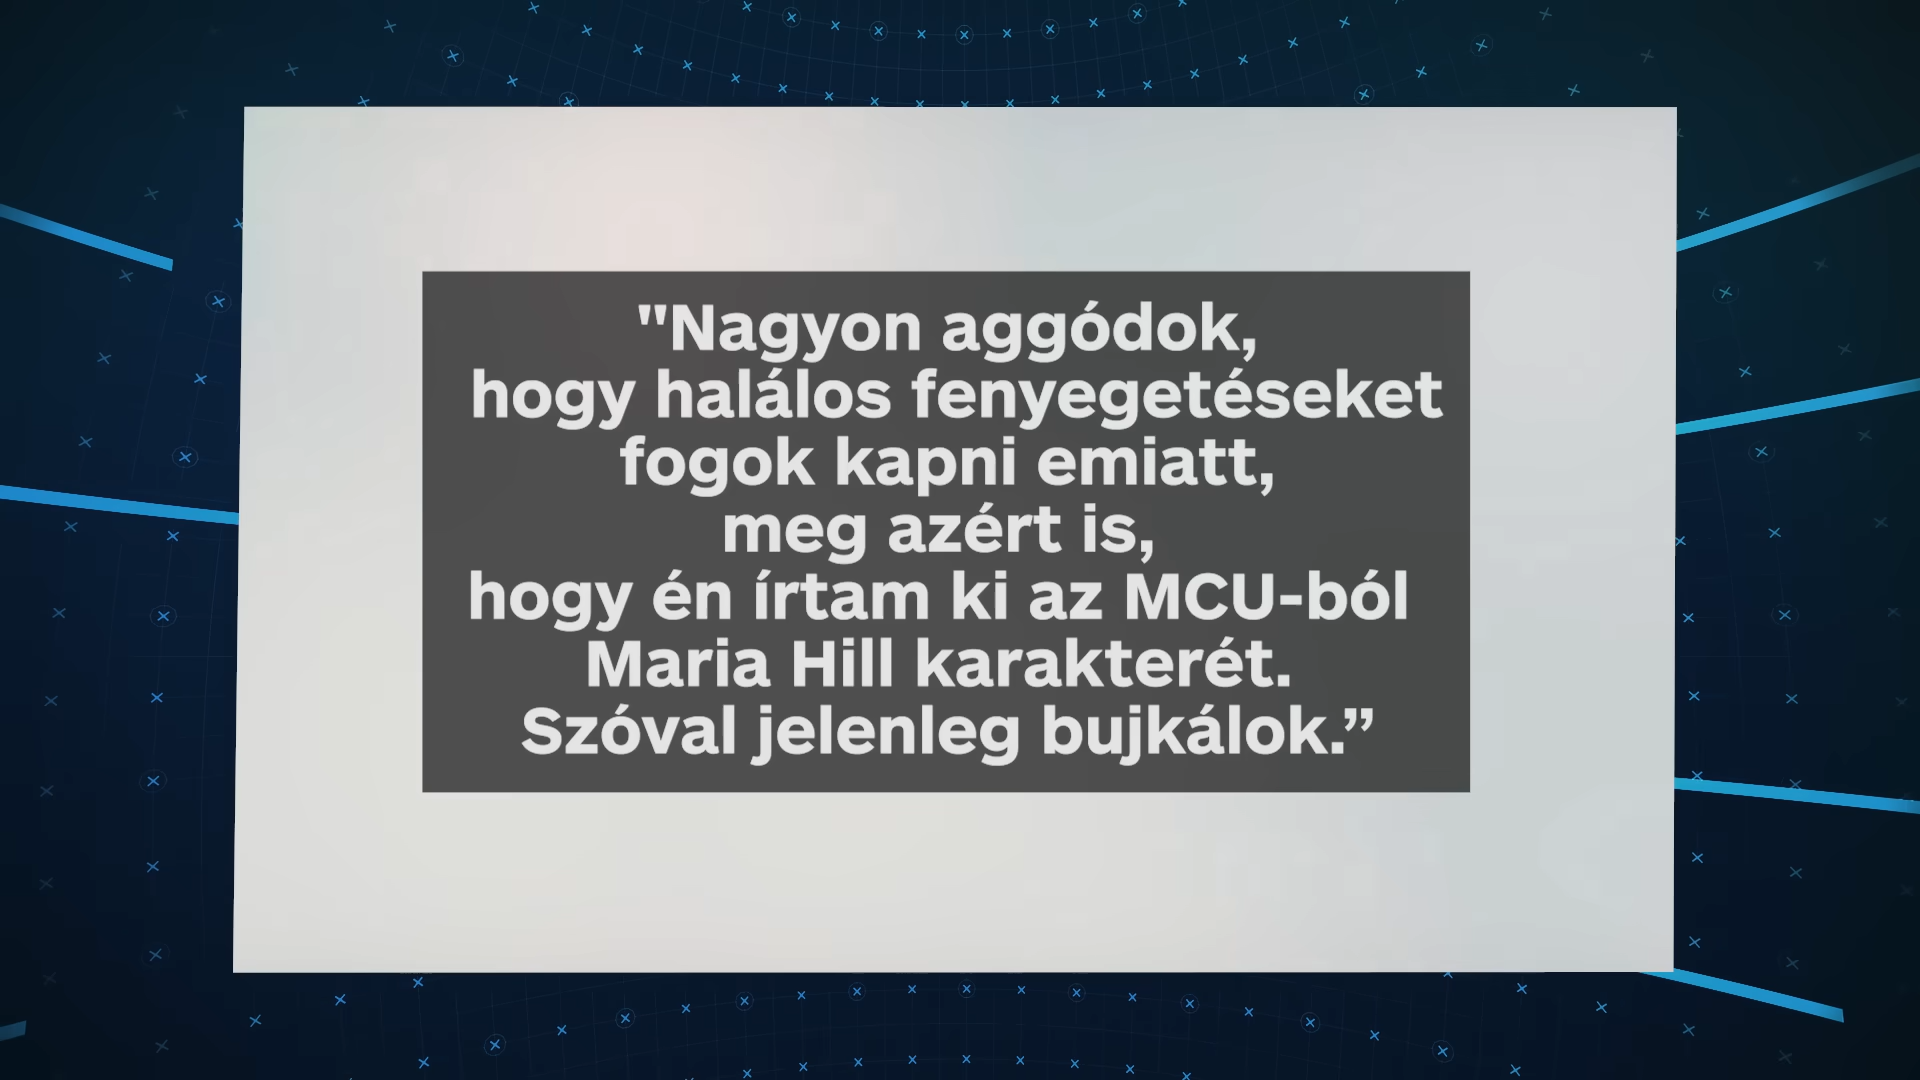 "Nagyon aggódok,
hogy halálos fenyegetéseket
fogok kapni emiatt,
meg azért is,
hogy én írtam ki az MCU-ból
Maria Hill karakterét.
Szóval jelenleg bujkálok.”